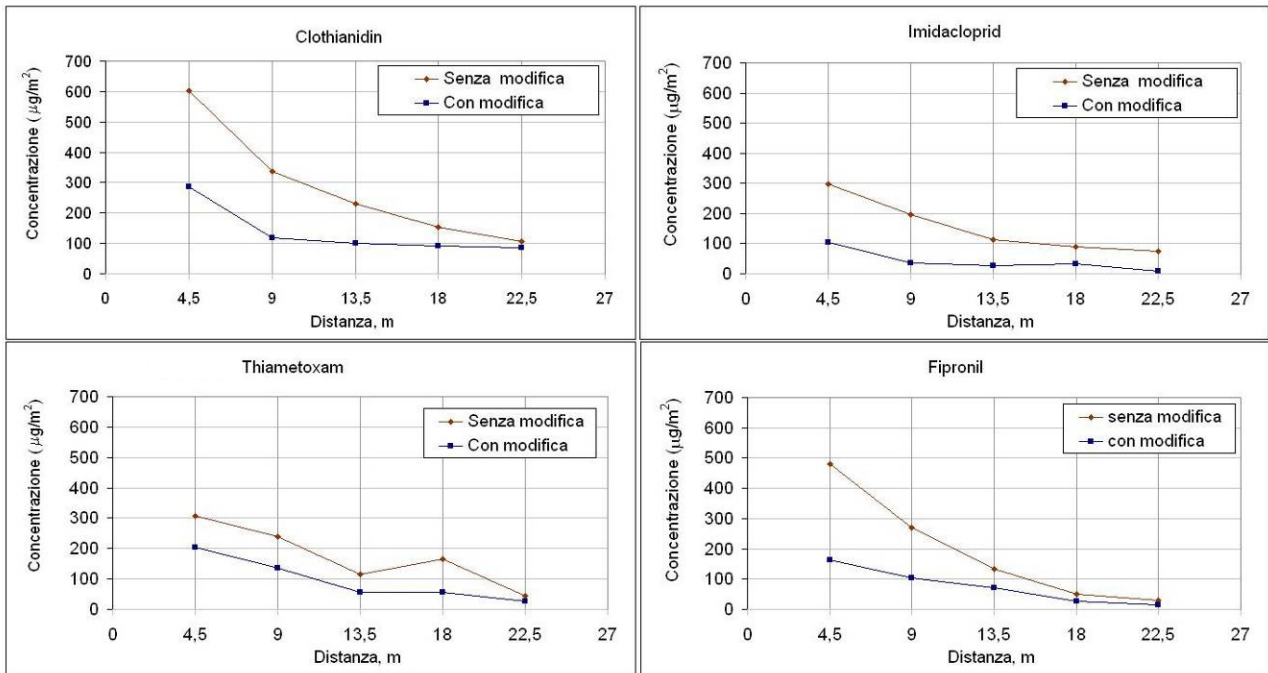 Clothianidin
Concentrazione ( μg/m²)
700
600
500
400
300
200
100
0
Senza modifica
Con modifica
0 4,5 9 13,5 18 22,5 27
Distanza, m
Imidacloprid
Concentrazione (μg/m²)
700
600
500
400
300
200
100
0
Senza modifica
Con modifica
0 4,5 9 13,5 18 22,5 27
Distanza, m
Thiametoxam
Concentrazione (μg/m²)
700
600
500
400
300
200
100
0
Senza modifica
Con modifica
0 4,5 9 13,5 18 22,5 27
Distanza, m
Fipronil
Concentrazione (μg/m²)
700
600
500
400
300
200
100
0
senza modifica
con modifica
0 4,5 9 13,5 18 22,5 27
Distanza, m